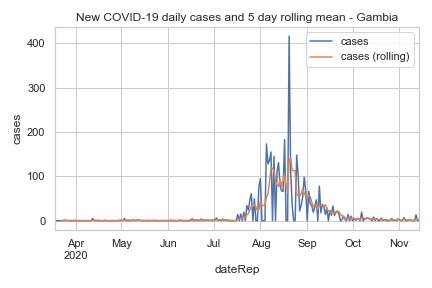 New COVID-19 daily cases and 5 day rolling mean - Gambia
cases
cases (rolling)
400
300
200
100
0
cases
Apr
2020
May
Jun
Jul
Aug
Sep
Oct
Nov
dateRep